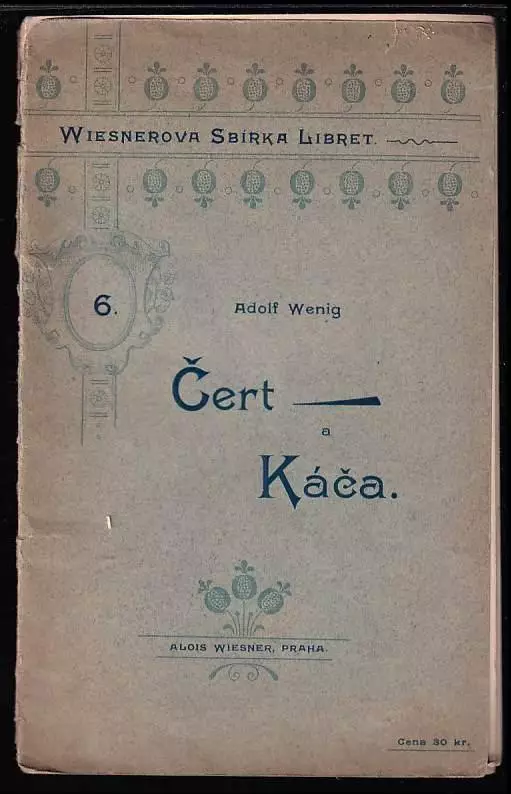 Wiesnerova Sbírka Libret.
6.
Adolf Wenig
Čert
a
Káča.
ALOIS WIESNER, PRAHA.
Cena 30 kr.